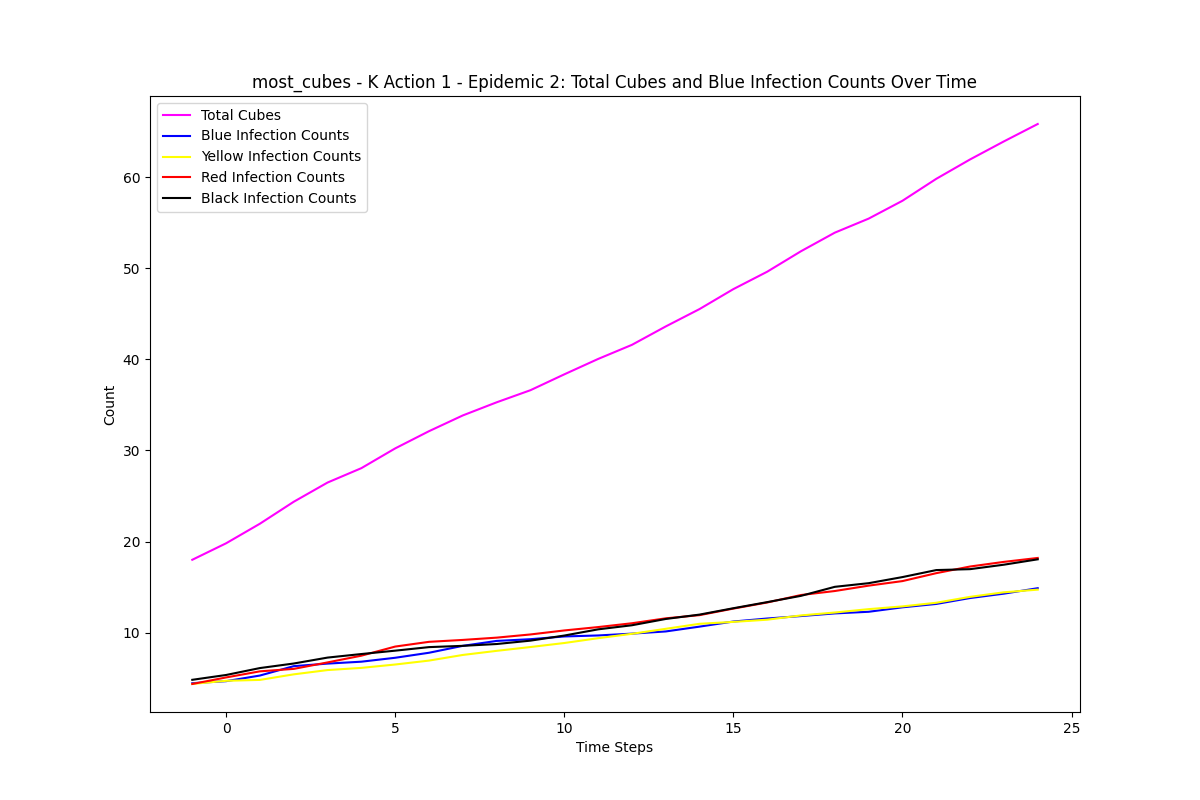 most_cubes - K Action 1 - Epidemic 2: Total Cubes and Blue Infection Counts Over Time
Total Cubes
Blue Infection Counts
Yellow Infection Counts
Red Infection Counts
Black Infection Counts
60
50
40
30
20
10
Count
0
5
10
15
20
25
Time Steps